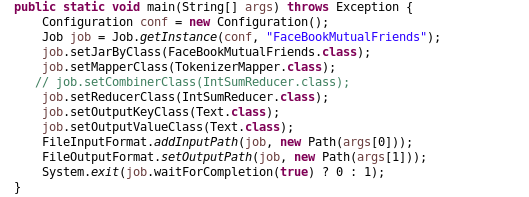 public static void main(String[] args) throws Exception {
Configuration conf = new Configuration();
Job job = Job.getInstance(conf, "FaceBookMutualFriends");
job.setJarByClass(FaceBookMutualFriends.class);
job.setMapperClass(TokenizerMapper.class);
// job.setCombinerClass(IntSumReducer.class);
job.setReducerClass(IntSumReducer.class);
job.setOutputKeyClass(Text.class);
job.setOutputValueClass(Text.class);
FileInputFormat.addInputPath(job, new Path(args[0]));
FileOutputFormat.setOutputPath(job, new Path(args[1]));
System.exit(job.waitForCompletion(true) ? 0 : 1);
}